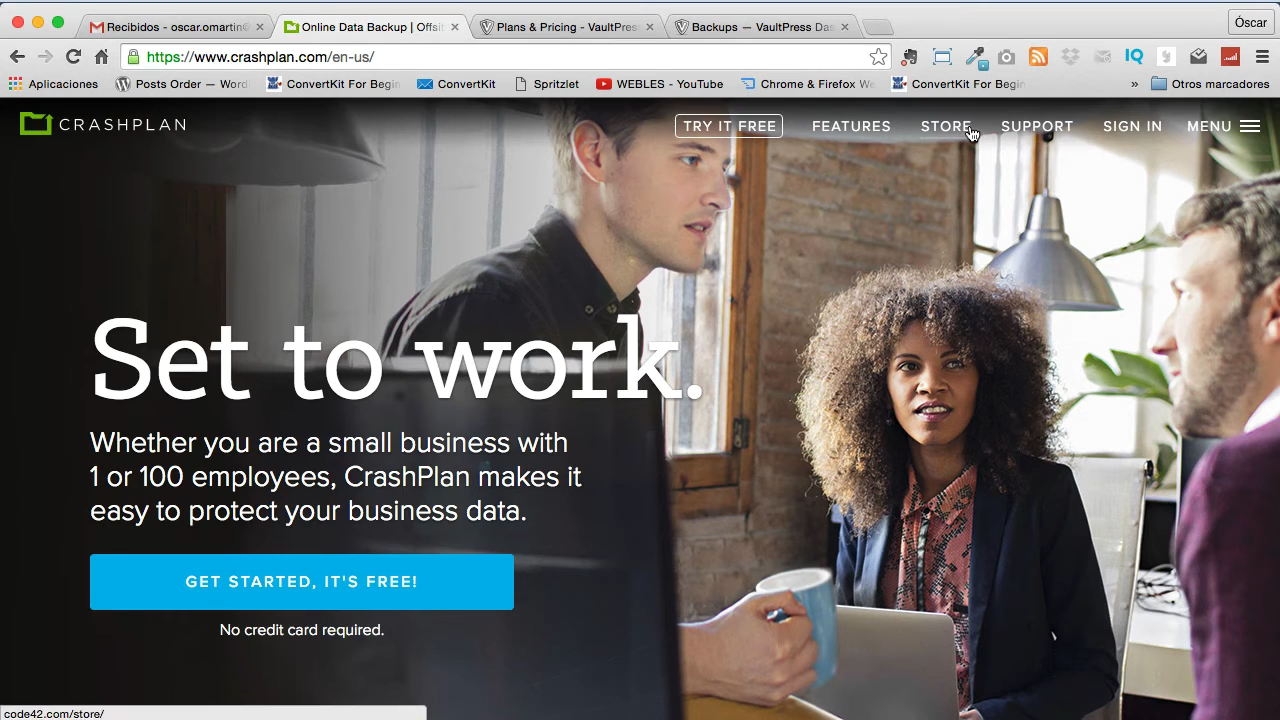 Recibidos - oscar.omartin@
Online Data Backup | Offsit
Plans & Pricing - VaultPres
Backups — VaultPress Das
Óscar
https://www.crashplan.com/en-us/
IQ
Aplicaciones
Posts Order — Word
ConvertKit For Begin
ConvertKit
Spritzlet
WEBLES - YouTube
Chrome & Firefox We
ConvertKit For Begin
»
Otros marcadores
CRASHPLAN
TRY IT FREE
FEATURES
STORE
SUPPORT
SIGN IN
MENU
Set to work.
Whether you are a small business with
1 or 100 employees, CrashPlan makes it
easy to protect your business data.
GET STARTED, IT'S FREE!
No credit card required.
code42.com/store/